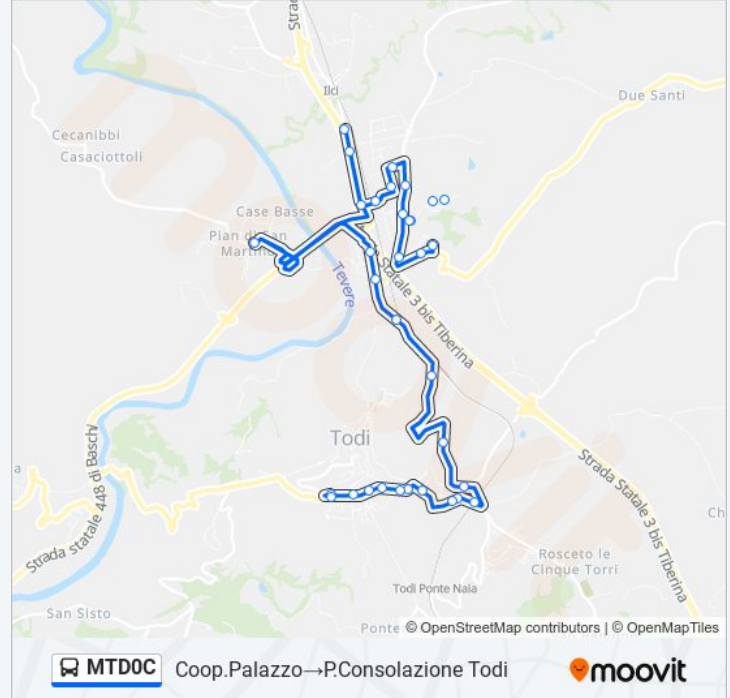 Strada
Ilci
Due Santi
Cecanibbi
Casaciottoli
Case Basse
Pian di San
Martino
Tevere
Statale 3 bis Tiberina
Todi
Strada Statale 3 bis Tiberina
Strada statale 448 di Baschi
Rosceto le
Cinque Torri
Todi Ponte Naia
San Sisto
Ponte
© OpenStreetMap contributors | © OpenMapTiles
MTD0C
Coop.Palazzo→P.Consolazione Todi
moovit